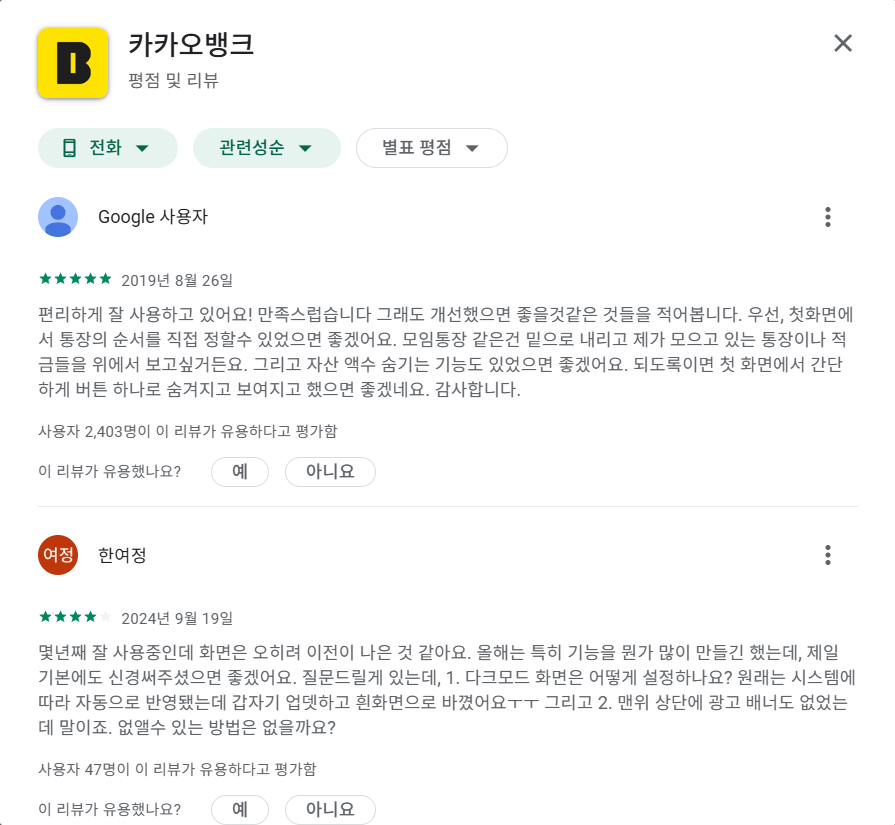 B
카카오뱅크
평점 및 리뷰
전화
관련성순
별표 평점
Google 사용자
2019년 8월 26일
편리하게 잘 사용하고 있어요! 만족스럽습니다 그래도 개선했으면 좋을것같은 것들을 적어봅니다. 우선, 첫화면에
서 통장의 순서를 직접 정할수 있었으면 좋겠어요. 모임통장 같은건 밑으로 내리고 제가 모으고 있는 통장이나 적
금들을 위에서 보고싶거든요. 그리고 자산 액수 숨기는 기능도 있었으면 좋겠어요. 되도록이면 첫 화면에서 간단
하게 버튼 하나로 숨겨지고 보여지고 했으면 좋겠네요. 감사합니다.
사용자 2,403명이 이 리뷰가 유용하다고 평가함
이 리뷰가 유용했나요?
예
아니요
여정
한여정
2024년 9월 19일
몇년째 잘 사용중인데 화면은 오히려 이전이 나은 것 같아요. 올해는 특히 기능을 뭔가 많이 만들긴 했는데, 제일
기본에도 신경써주셨으면 좋겠어요. 질문드릴게 있는데, 1. 다크모드 화면은 어떻게 설정하나요? 원래는 시스템에
따라 자동으로 반영됐는데 갑자기 업뎃하고 흰화면으로 바꼈어요ㅜㅜ 그리고 2. 맨위 상단에 광고 배너도 없었는
데 말이죠. 없앨수 있는 방법은 없을까요?
사용자 47명이 이 리뷰가 유용하다고 평가함
이 리뷰가 유용했나요?
예
아니요